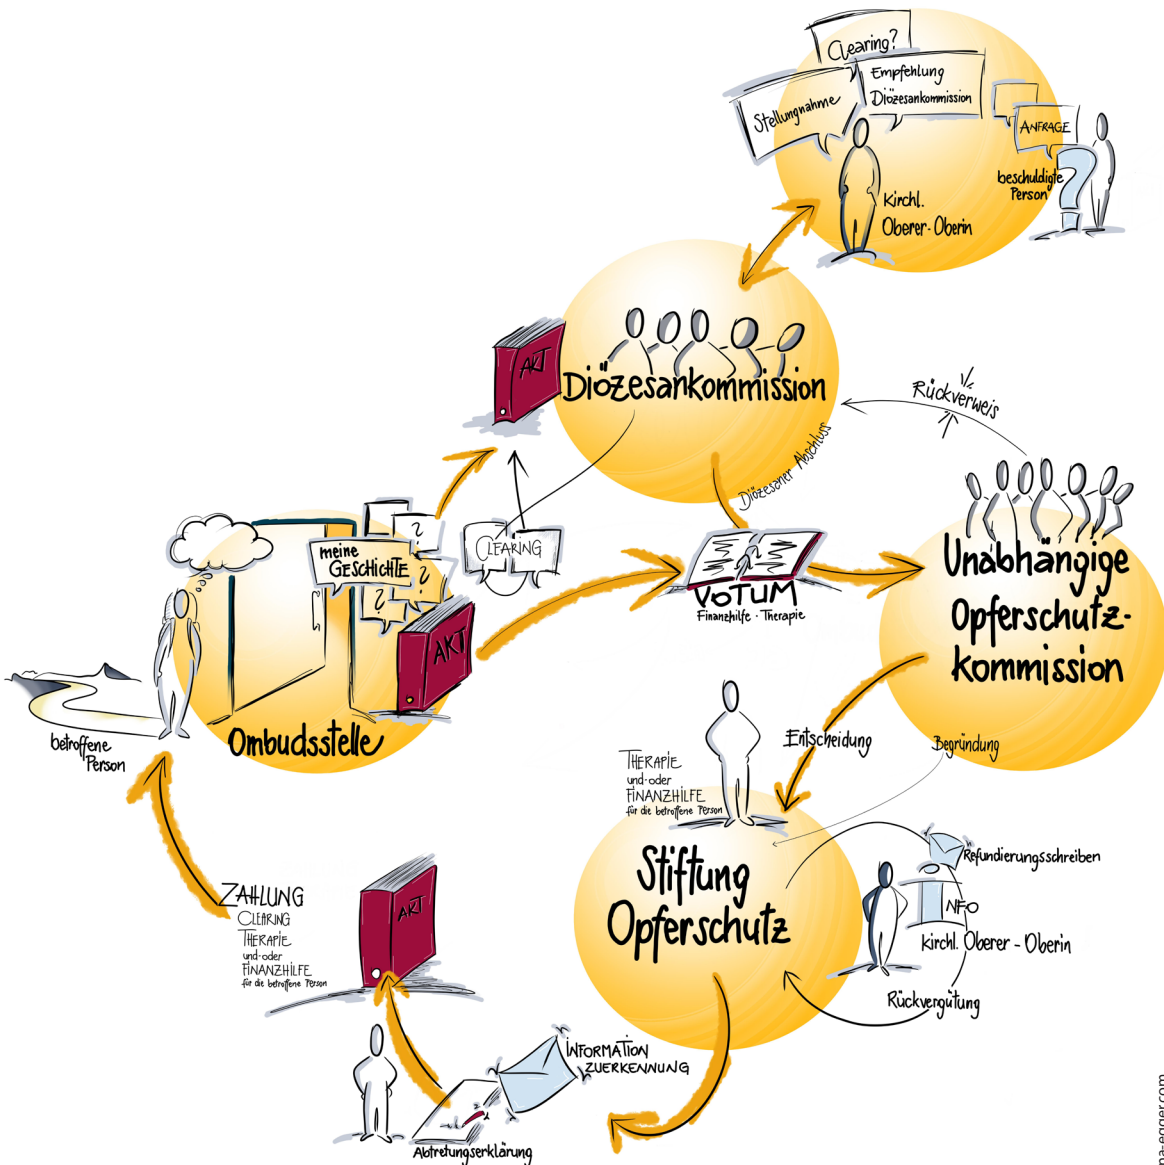 Clearing?
Empfehlung
Diözesankommission
Stellungnahme
ANFRAGE
beschuldigte
Person
Kirchl.
Oberer-Oberin
AKT
Diözesankommission
Rückverweis
Diözesaner Abschluss
CLEARING
meine
GESCHICHTE
?
?
?
AKT
VOTUM
Finanzhilfe - Therapie
Unabhängige
Opferschutz-
kommission
betroffene
Person
Ombudsstelle
Entscheidung
Begründung
THERAPIE
und-oder
FINANZHILFE
für die betroffene Person
Stiftung
Opferschutz
Refundierungsschreiben
INFO
Kirchl. Oberer - Oberin
Rückvergütung
ZAHLUNG
CLEARING
THERAPIE
und-oder
FINANZHILFE
für die betroffene Person
AKT
INFORMATION
ZUERKENNUNG
Abtretungserklärung
na-egger.com